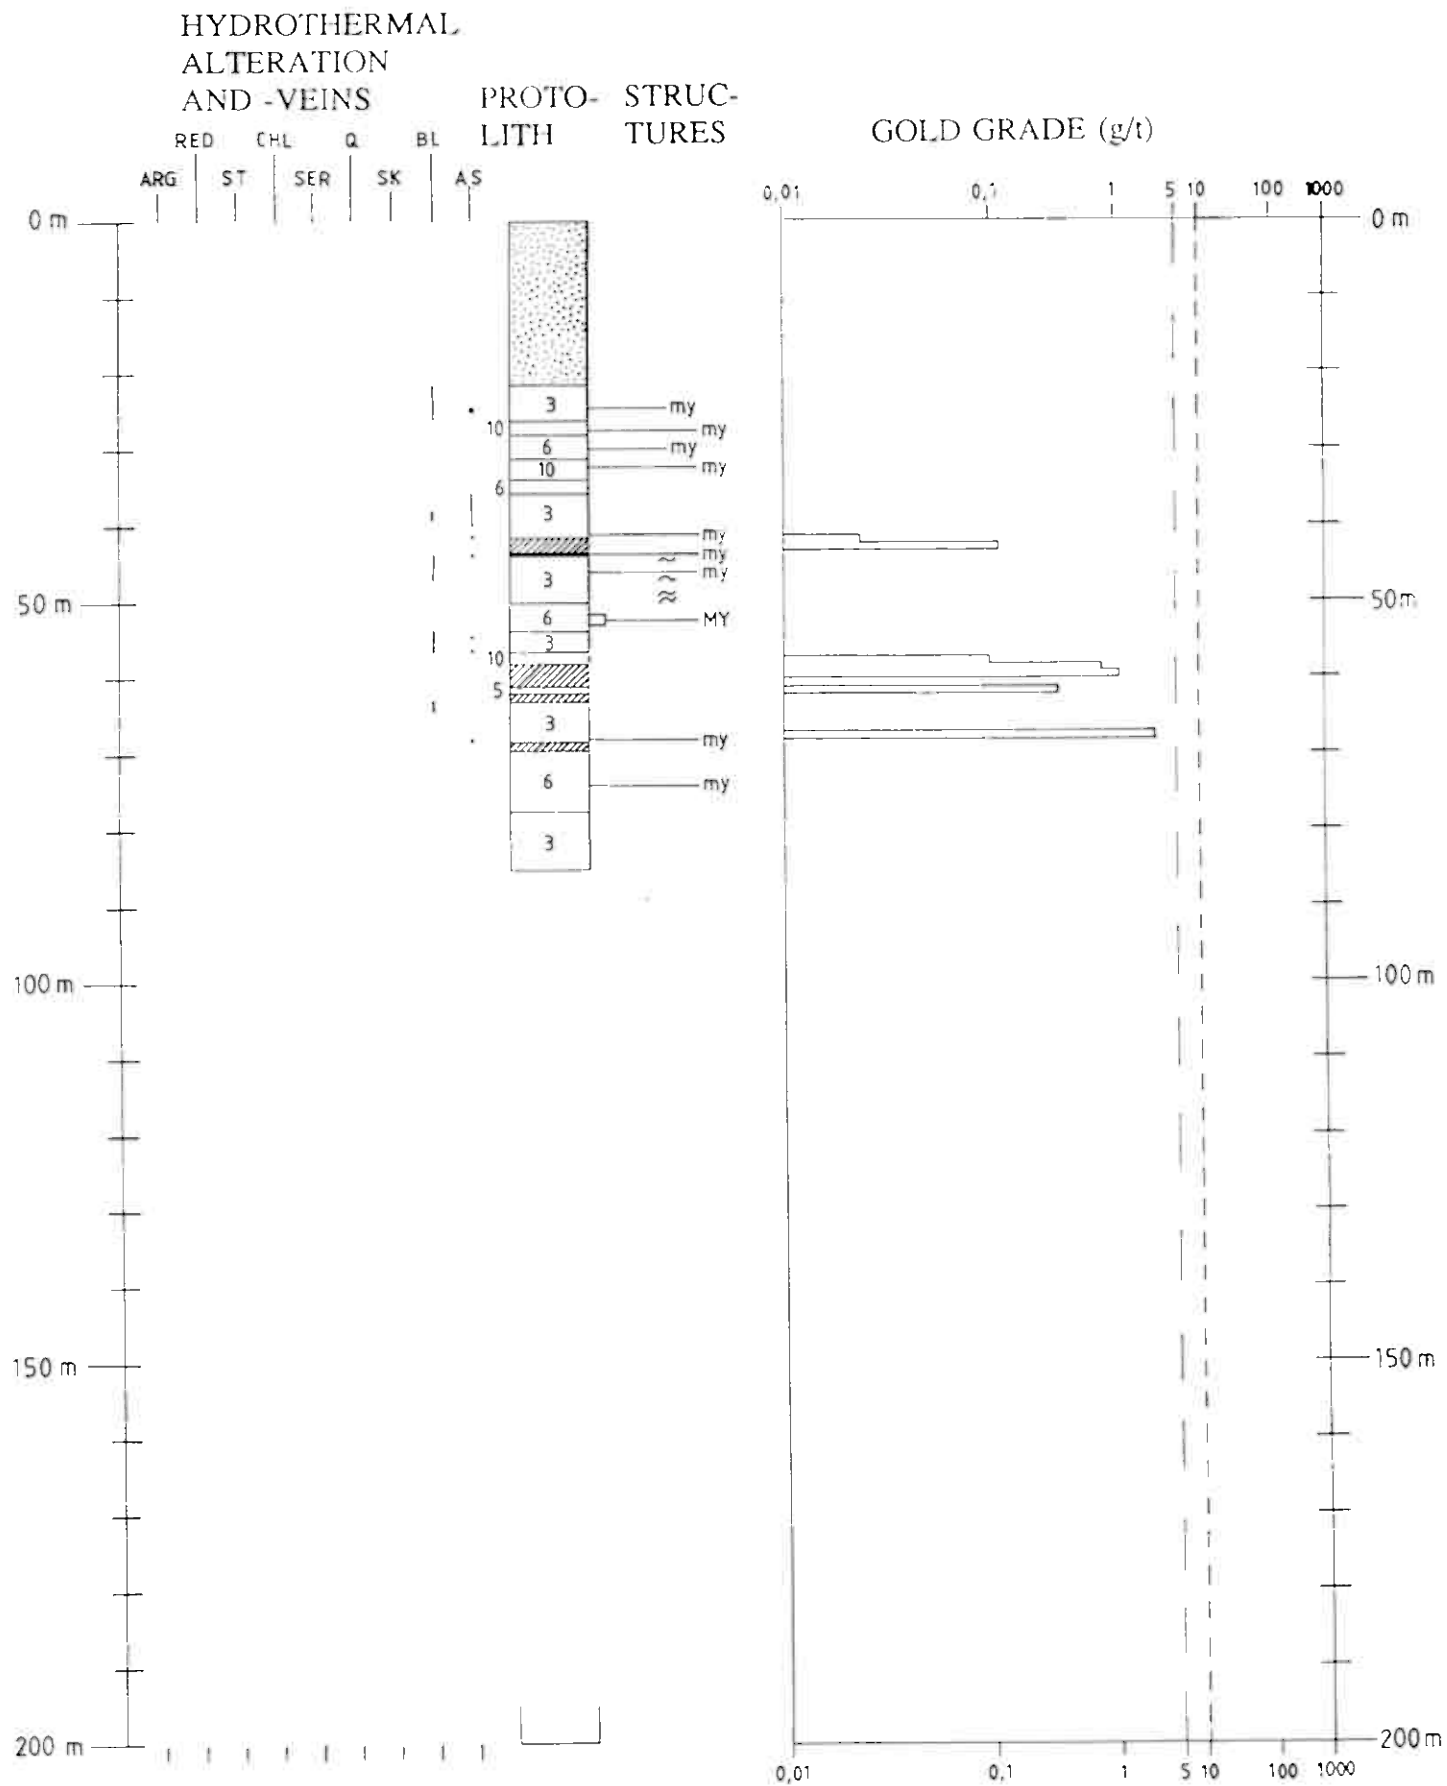 HYDROTHERMAL
ALTERATION
AND -VEINS
PROTO-
LITH
STRUC-
TURES
GOLD GRADE (g/t)
RED CHL Q BL
ARG ST SER SK AS
0,01 0,1 1 5 10 100 1000
0 m 0 m
3 my
10 my
6 my
10 my
6
3
my
my
my
3
50 m 50m
6 MY
3
10
5
3
my
6 my
3
100 m 100 m
150 m 150 m
200 m 200m
0,01 0,1 1 5 10 100 1000